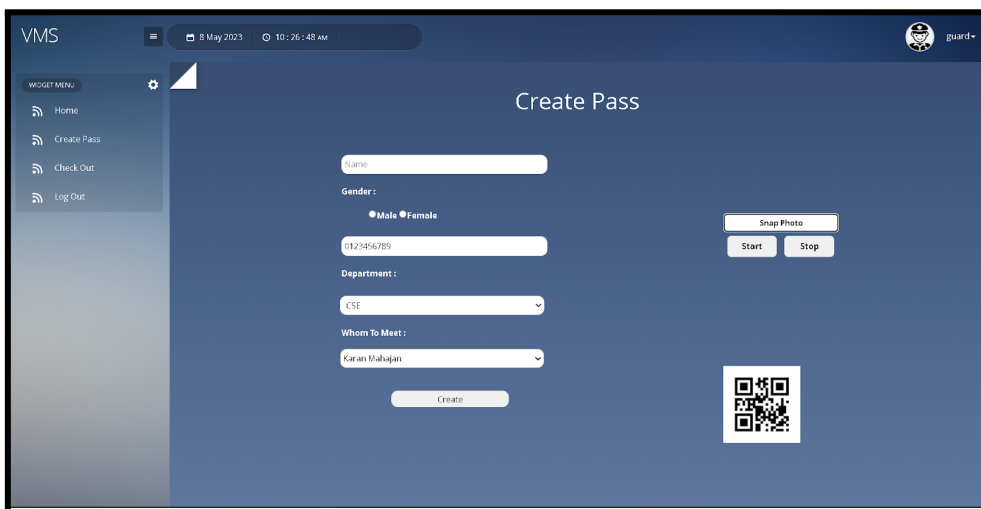 VMS
8 May 2023 10 : 26 : 48 AM
guard
WIDGET MENU
Home
Create Pass
Check Out
Log Out
Create Pass
Name
Gender :
Male Female
0123456789
Department :
CSE
Whom To Meet :
Karan Mahajan
Create
Snap Photo
Start Stop